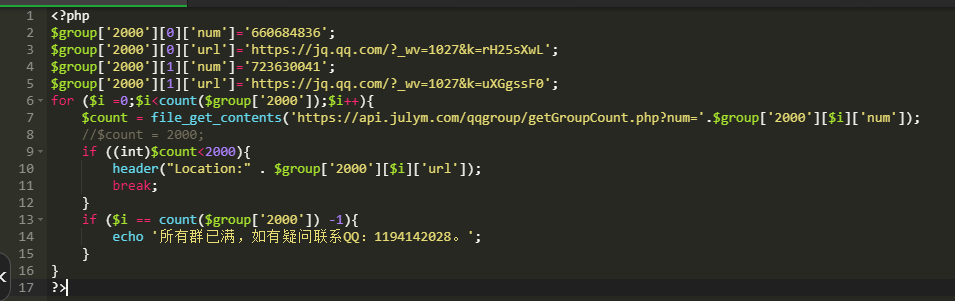 1 <?php
2 $group['2000'][0]['num']='660684836';
3 $group['2000'][0]['url']='https://jq.qq.com/?_wv=1027&k=rH25sXwL';
4 $group['2000'][1]['num']='723630041';
5 $group['2000'][1]['url']='https://jq.qq.com/?_wv=1027&k=uXGgssF0';
6 for ($i =0;$i<count($group['2000']);$i++){
7 $count = file_get_contents('https://api.julym.com/qqgroup/getGroupCount.php?num='.$group['2000'][$i]['num']);
8 //$count = 2000;
9 if ((int)$count<2000){
10 header("Location:" . $group['2000'][$i]['url']);
11 break;
12 }
13 if ($i == count($group['2000']) -1){
14 echo '所有群已满，如有疑问联系QQ：1194142028。';
15 }
16 }
17 ?>